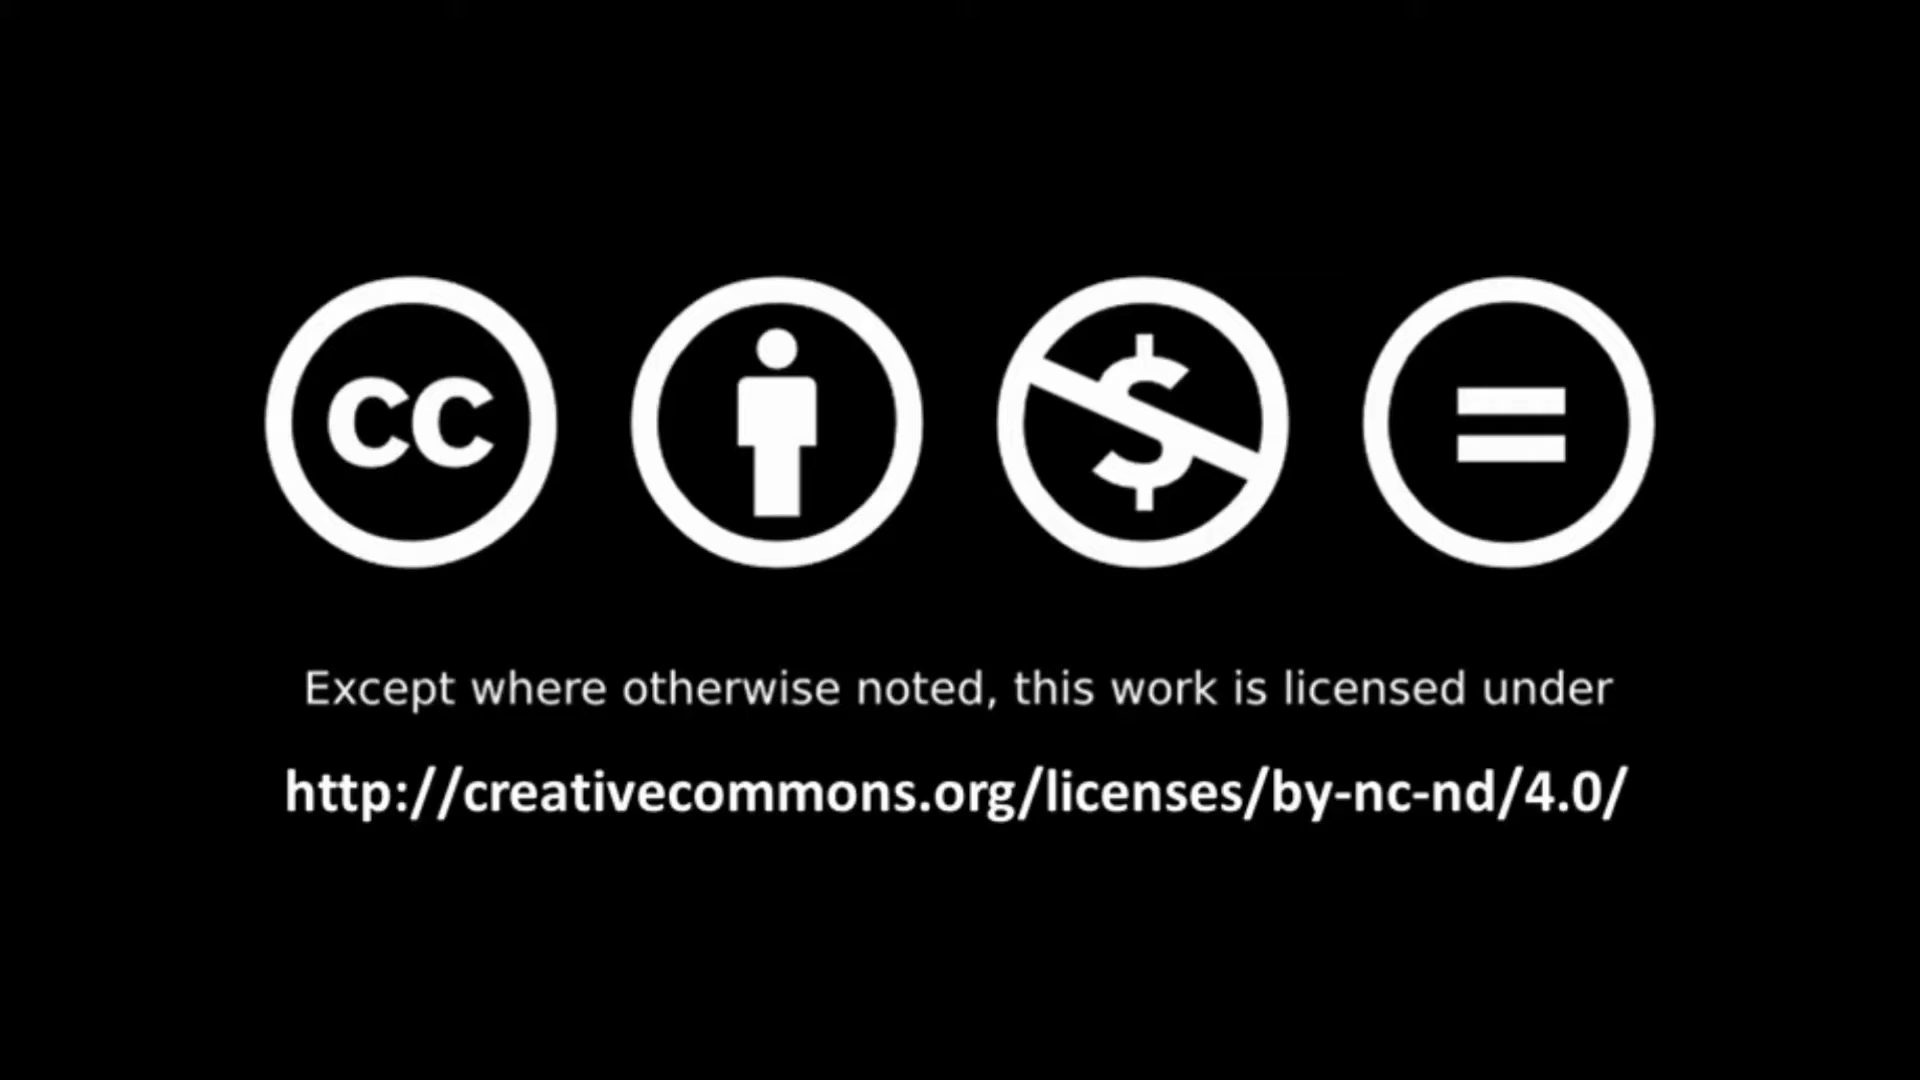 cc
$
=
Except where otherwise noted, this work is licensed under
http://creativecommons.org/licenses/by-nc-nd/4.0/